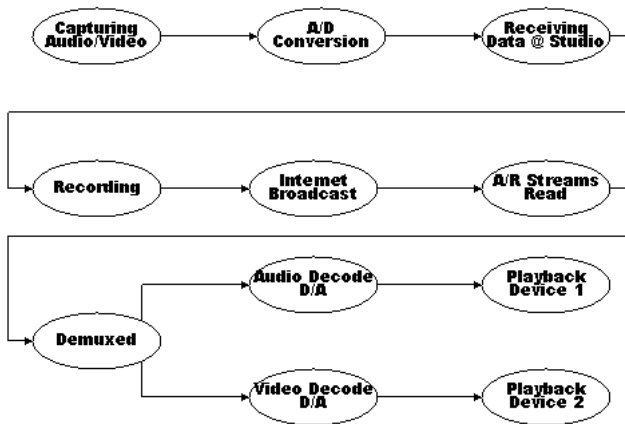 Capturing
Audio/Video
A/D
Conversion
Receiving
Data @ Studio
Recording
Internet
Broadcast
A/R Streams
Read
Audio Decode
D/A
Playback
Device 1
Demuxed
Video Decode
D/A
Playback
Device 2